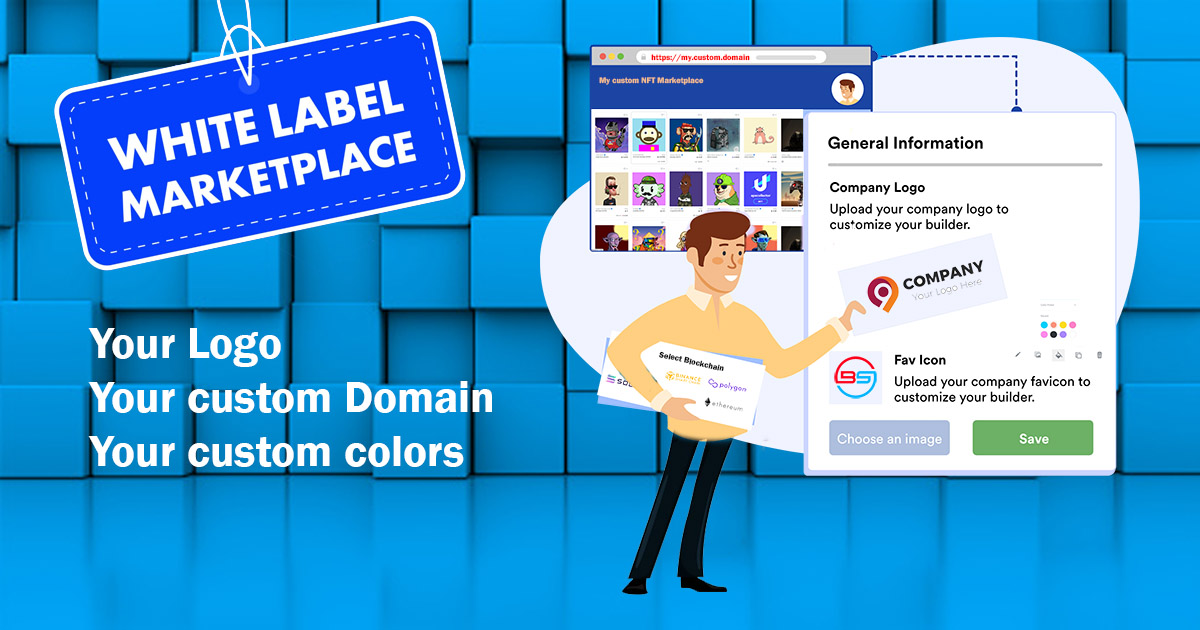 WHITE LABEL
MARKETPLACE
Your Logo
Your custom Domain
Your custom colors
https://my.custom.domain
My custom NFT Marketplace
General Information
Company Logo
Upload your company logo to
customize your builder.
COMPANY
Your Logo Here
Select Blockchain
BINANCE
polygon
ethereum
Fav Icon
Upload your company favicon to
customize your builder.
BS
Choose an image
Save